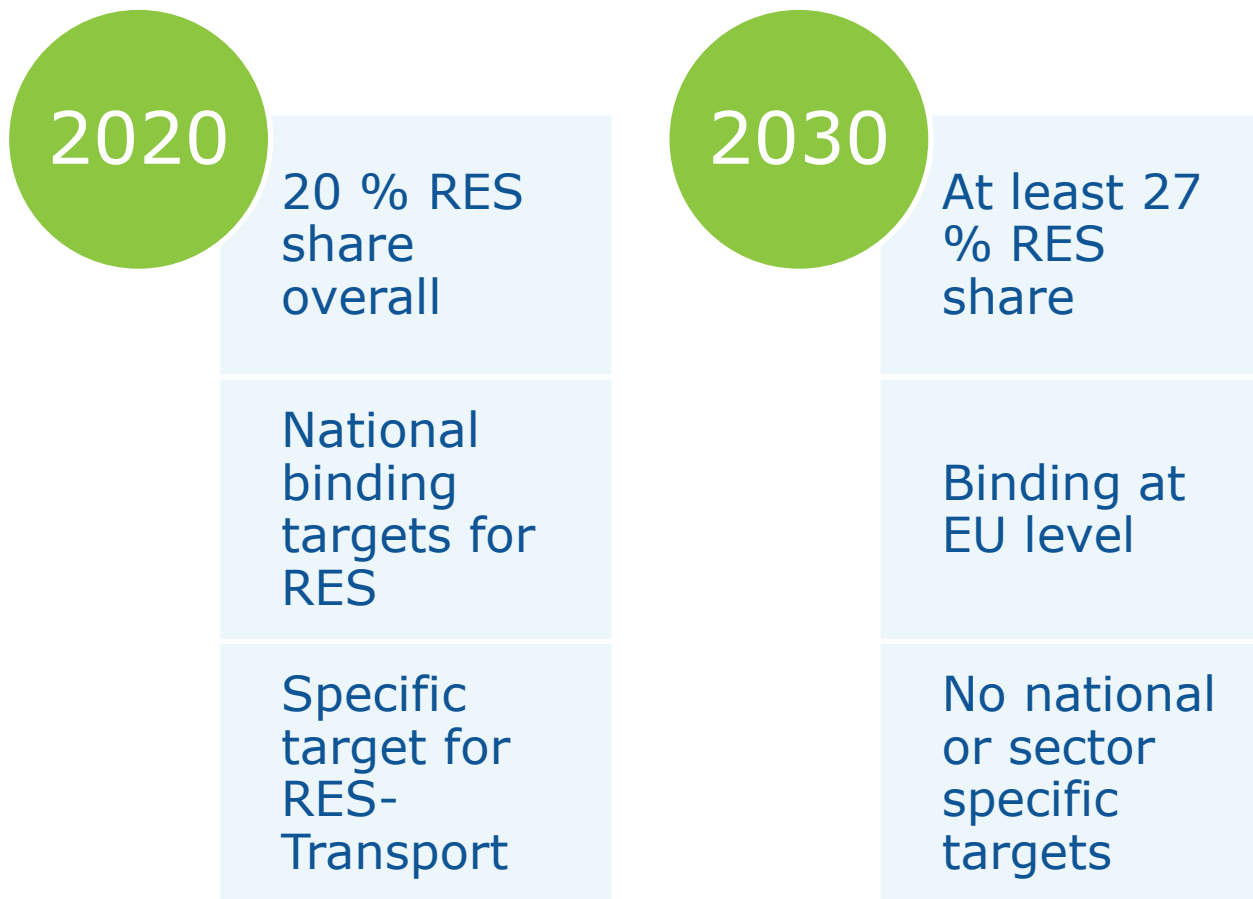 2020
20 % RES
share
overall
National
binding
targets for
RES
Specific
target for
RES-
Transport
2030
At least 27
% RES
share
Binding at
EU level
No national
or sector
specific
targets